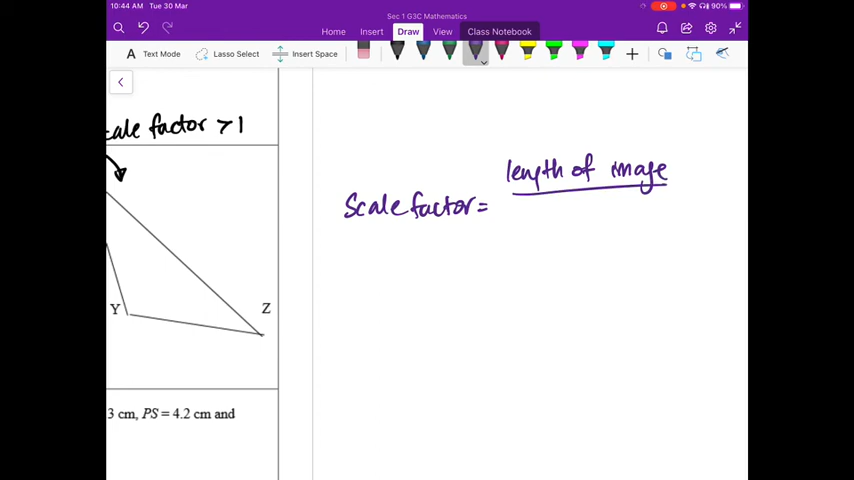 10:44 AM Tue 30 Mar
90%
Sec 1 G3C Mathematics
Home Insert Draw View Class Notebook
A Text Mode Lasso Select Insert Space
cale factor > 1
length of image
Scale factor =
Y
Z
3 cm, PS = 4.2 cm and